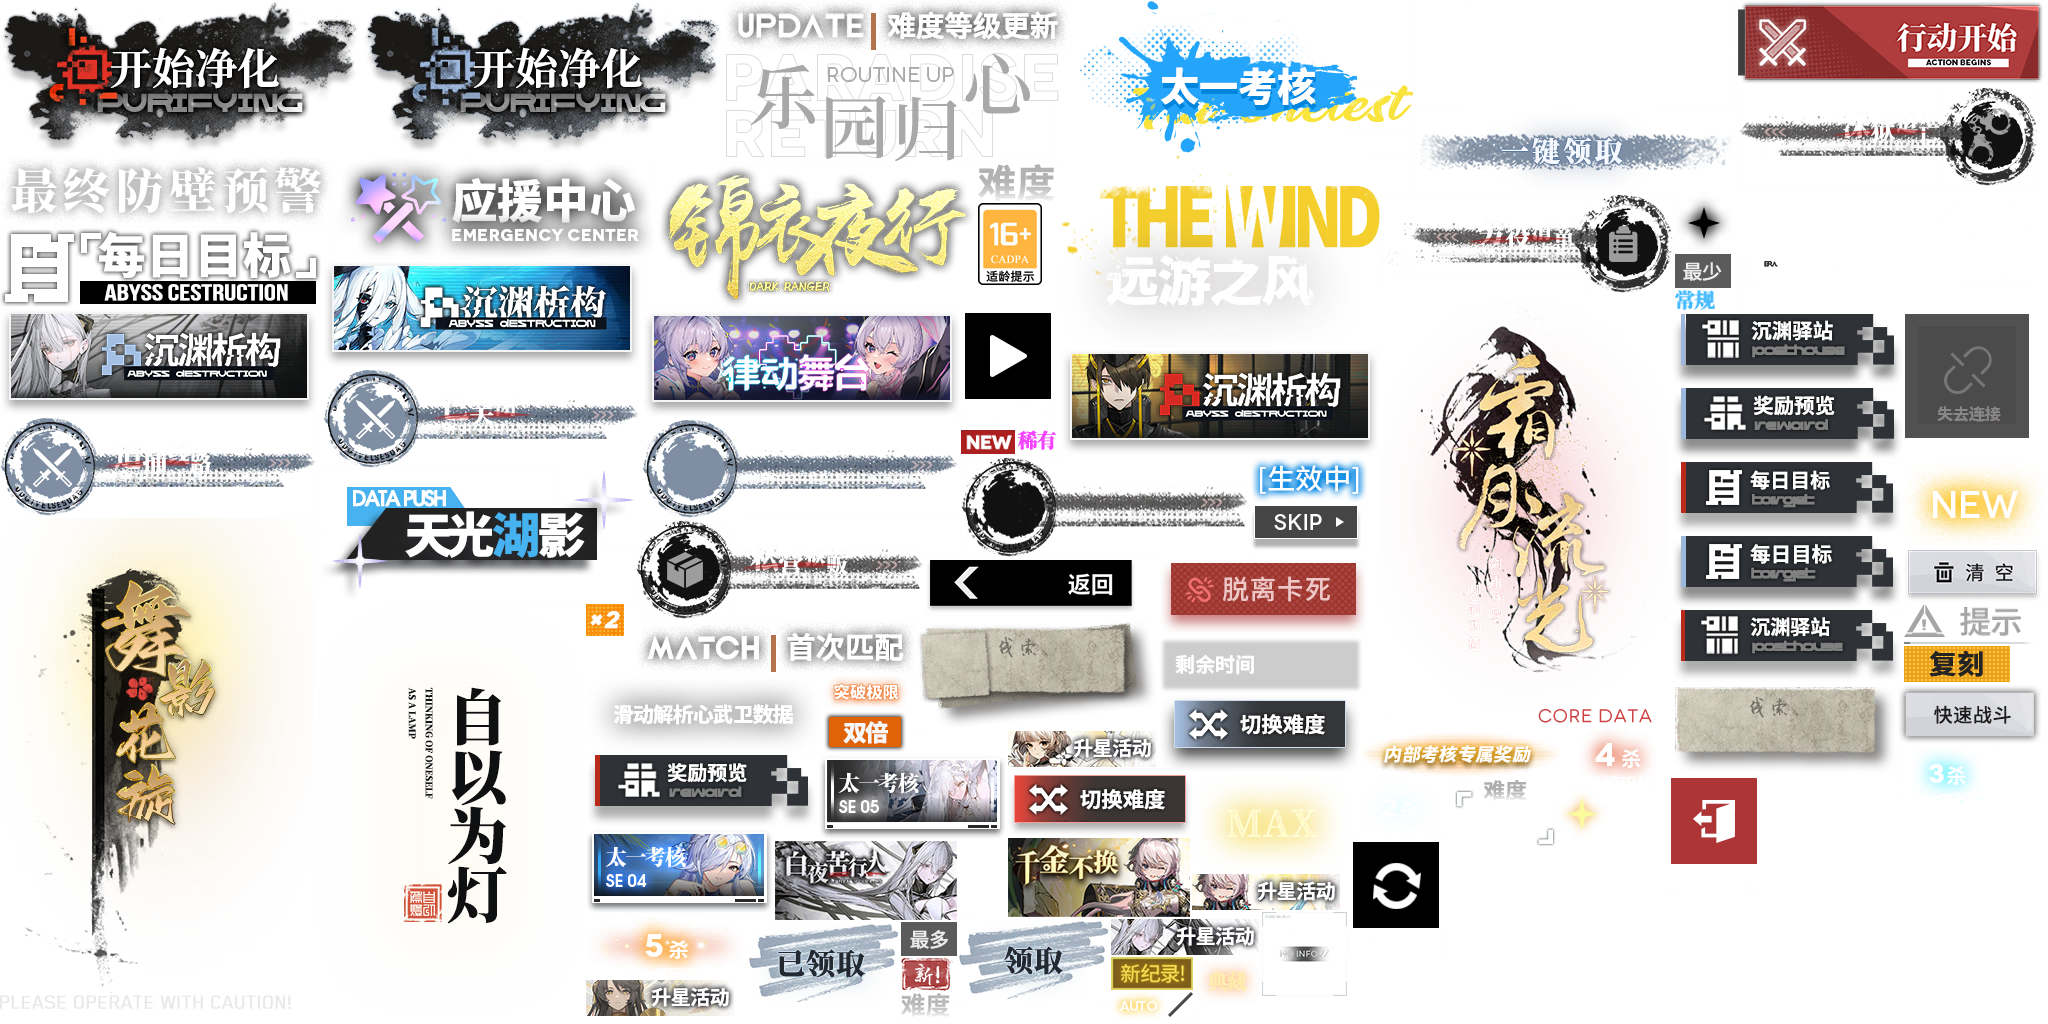 开始净化
PURIFYING
开始净化
PURIFYING
UPDATE 难度等级更新
PARADISE RETURN
ROUTINE UP
乐园归心
太一考核
行动开始
ACTION BEGINS
一键领取
最终防壁预警
应援中心
EMERGENCY CENTER
锦衣夜行
DARK RANGER
难度
16+
CADPA
适龄提示
THE WIND
远游之风
最少
常规
ERA
「每日目标」
ABYSS CESTRUCTION
沉渊析构
ABYSS DESTRUCTION
沉渊析构
ABYSS DESTRUCTION
律动舞台
沉渊析构
ABYSS DESTRUCTION
沉渊驿站
posthouse
失去连接
奖励预览
reward
每日目标
target
每日目标
target
沉渊驿站
posthouse
NEW 稀有
[生效中]
SKIP
NEW
DATA PUSH
天光湖影
霜月流光
返回
脱离卡死
清空
×2
MATCH 首次匹配
线索
剩余时间
提示
复刻
舞影花旋
自以为灯
THINKING OF ONESELF
AS A LAMP
突破极限
滑动解析心武卫数据
双倍
切换难度
CORE DATA
线索
快速战斗
升星活动
内部考核专属奖励
4杀
3杀
奖励预览
reward
太一考核
SE 05
切换难度
MAX
2杀
难度
太一考核
SE 04
白夜苦行人
千金不换
升星活动
5杀
已领取
最多
新!
难度
领取
升星活动
新纪录!
AUTO
NO INFO
升星活动
PLEASE OPERATE WITH CAUTION!